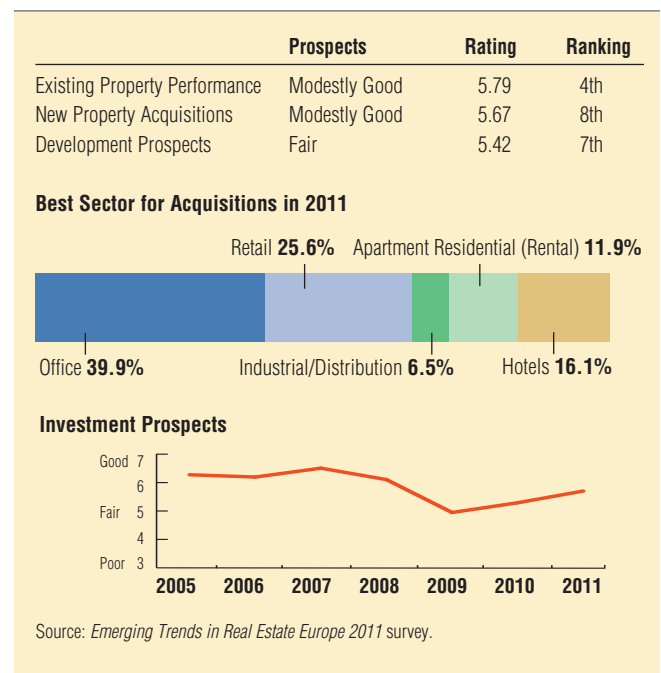 Prospects Rating Ranking
Existing Property Performance Modestly Good 5.79 4th
New Property Acquisitions Modestly Good 5.67 8th
Development Prospects Fair 5.42 7th
Best Sector for Acquisitions in 2011
Retail 25.6% Apartment Residential (Rental) 11.9%
Office 39.9% Industrial/Distribution 6.5% Hotels 16.1%
Investment Prospects
Good 7
6
Fair 5
4
Poor 3
2005 2006 2007 2008 2009 2010 2011
Source: Emerging Trends in Real Estate Europe 2011 survey.